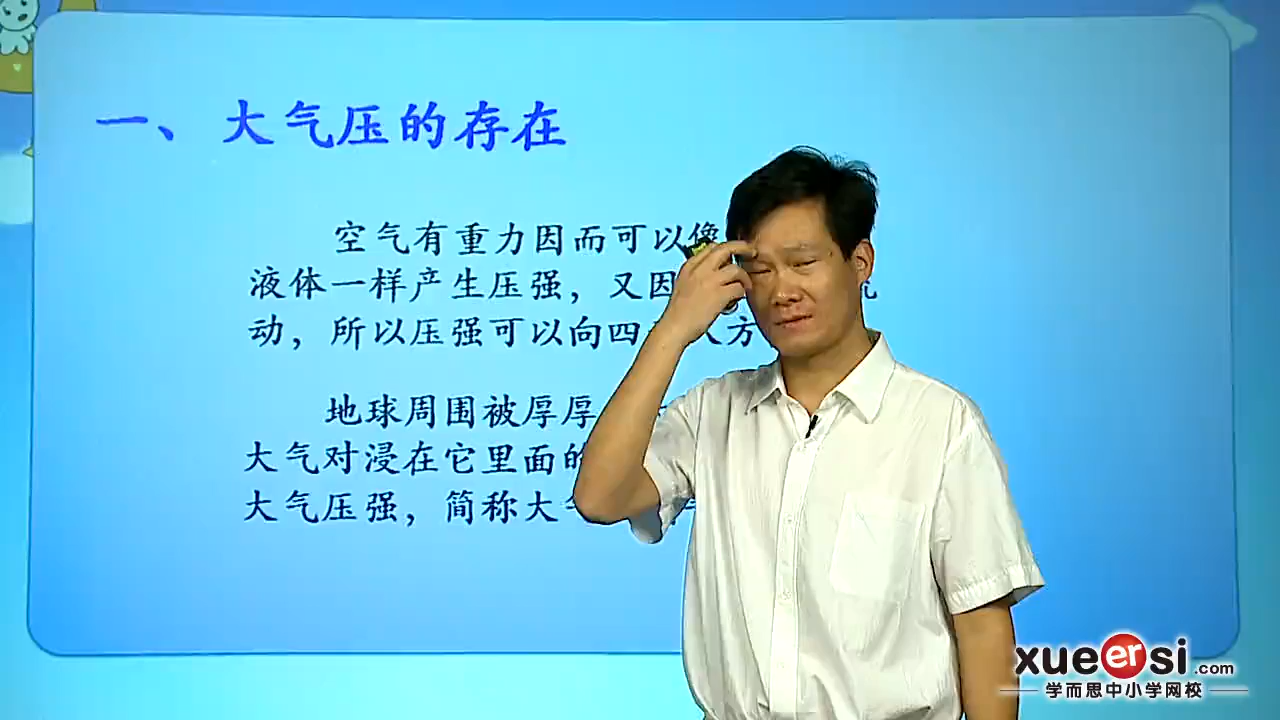 一、大气压的存在
空气有重力因而可以像
液体一样产生压强，又因
动，所以压强可以向四
地球周围被厚厚
大气对浸在它里面的
大气压强，简称大
xueersi.com
学而思中小学网校